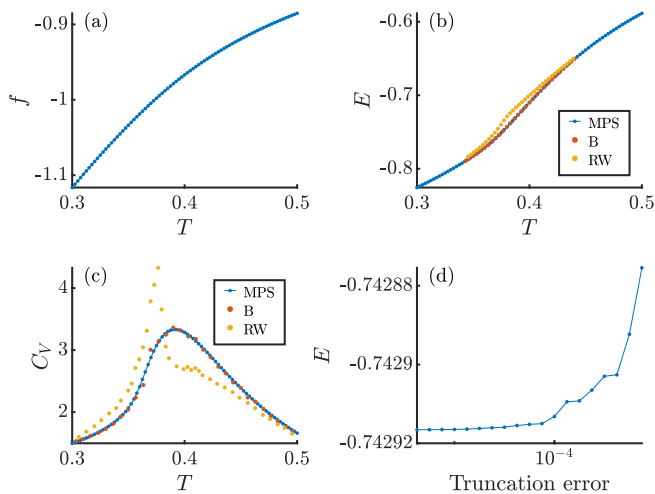 (a)
-0.9
-1
-1.1
f
0.3
0.4
0.5
T
(b)
-0.6
-0.7
-0.8
E
MPS
B
RW
0.3
0.4
0.5
T
(c)
4
3
2
C_V
MPS
B
RW
0.3
0.4
0.5
T
(d)
-0.74288
-0.7429
-0.74292
E
10^-4
Truncation error